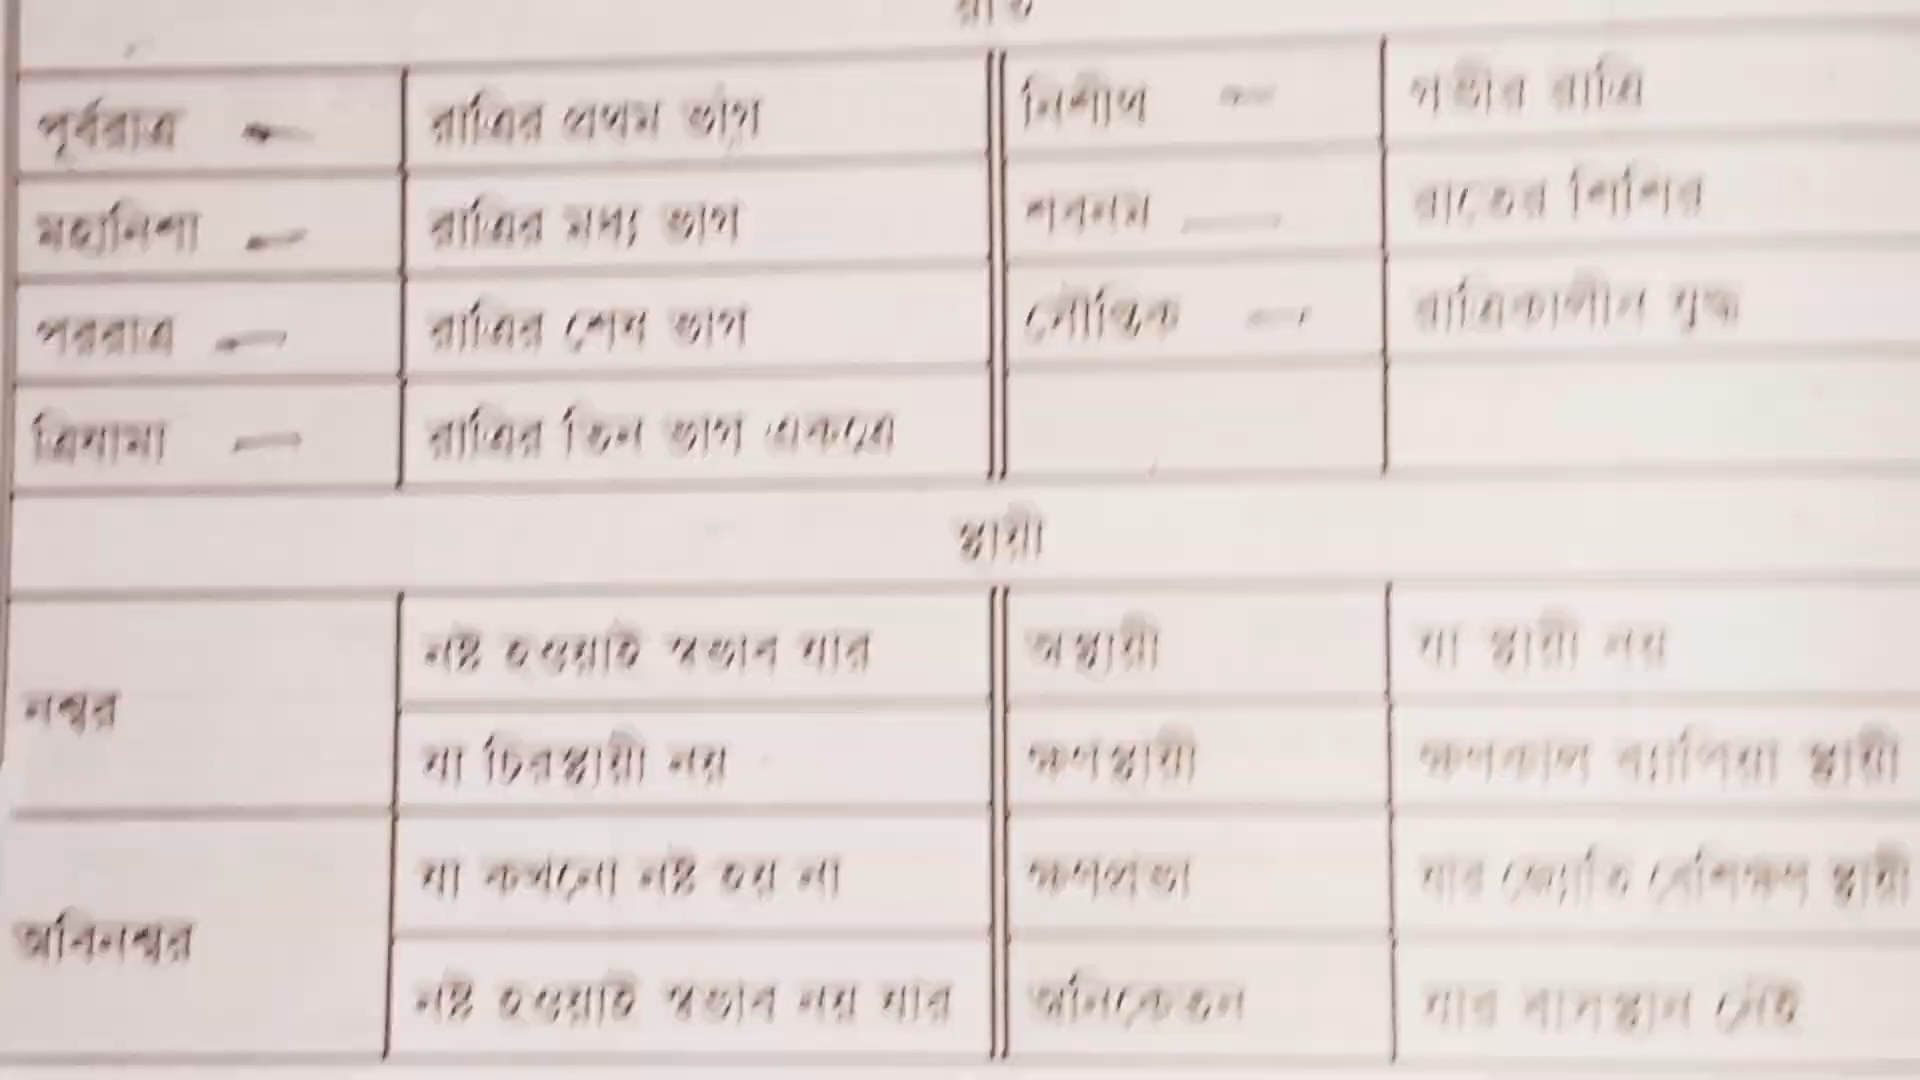 রাত
পূর্বরাত্র রাত্রির প্রথম ভাগ নিশীথ গভীর রাত্রি
মহানিশা রাত্রির মধ্য ভাগ শবনম রাতের শিশির
পররাত্র রাত্রির শেষ ভাগ সৌপ্তিক রাত্রিকালীন যুদ্ধ
ত্রিযামা রাত্রির তিন ভাগ একত্রে
স্থায়ী
নশ্বর
নষ্ট হওয়াই স্বভাব যার অস্থায়ী যা স্থায়ী নয়
যা চিরস্থায়ী নয় ক্ষণস্থায়ী ক্ষণকাল ব্যাপিয়া স্থায়ী
অবিনশ্বর
যা কখনো নষ্ট হয় না ক্ষণপ্রভা যার জ্যোতি বেশিক্ষণ স্থায়ী
নষ্ট হওয়াই স্বভাব নয় যার অনিকেতন যার বাসস্থান নেই